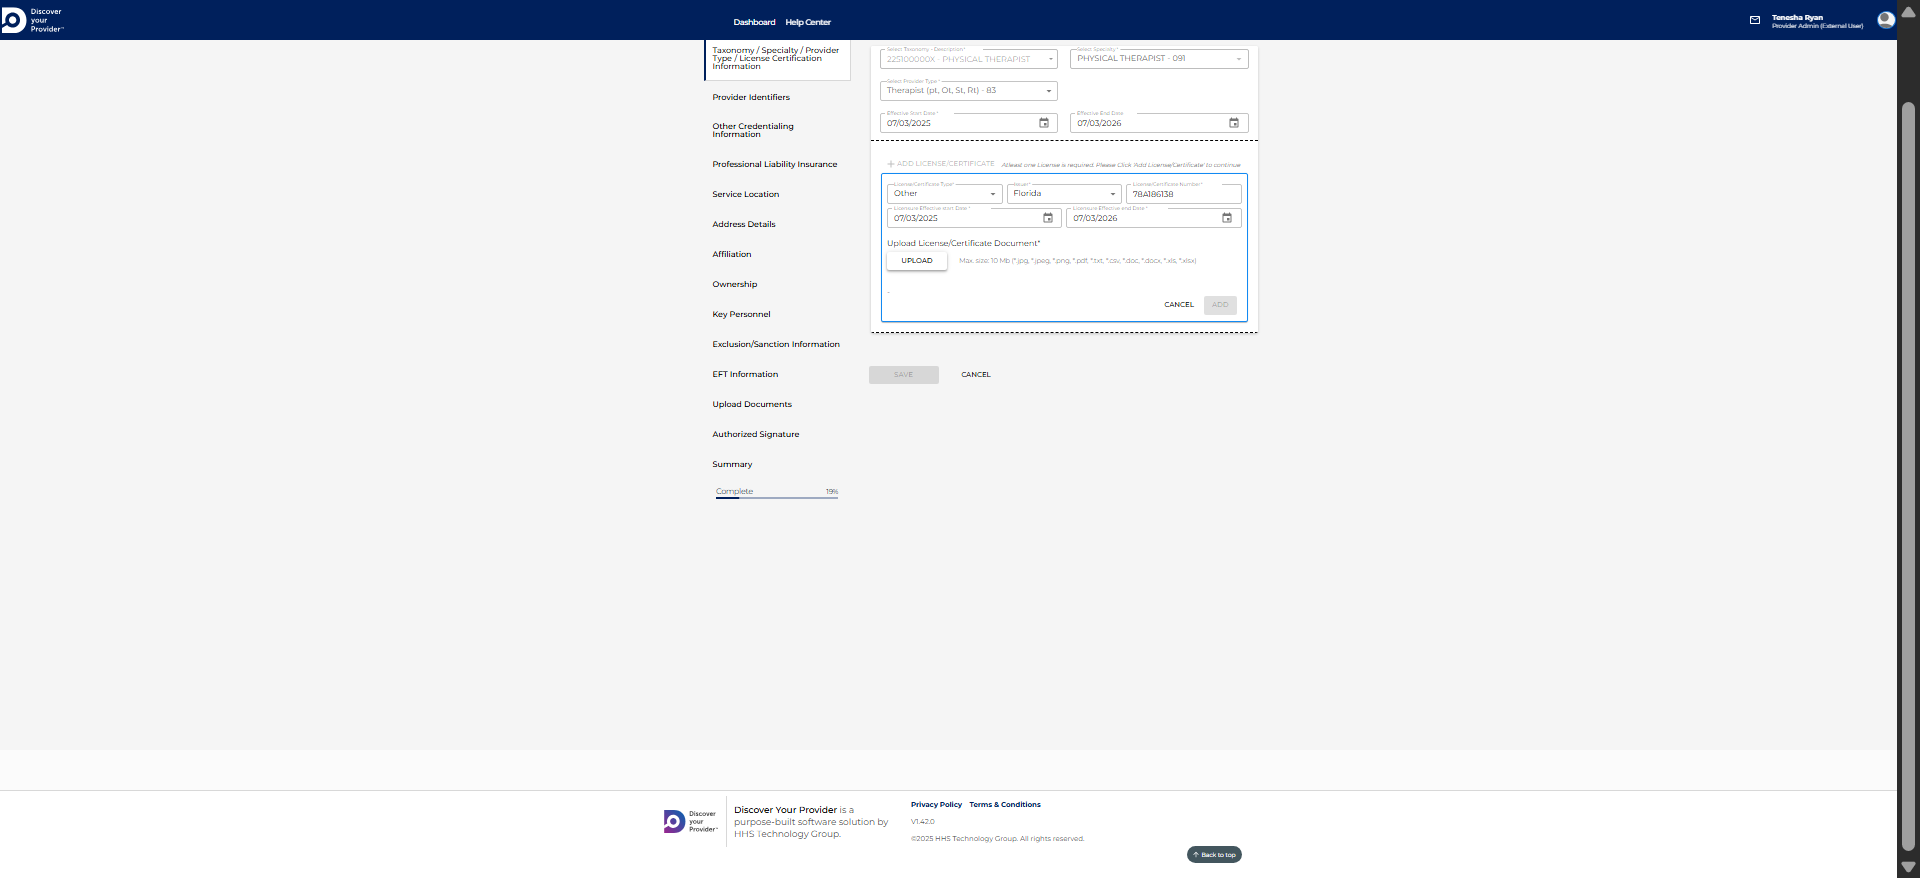 Discover
your
Provider™
Dashboard Help Center
Tenesha Ryan
Provider Admin (External User)
Taxonomy / Specialty / Provider
Type / License Certification
Information
Provider Identifiers
Other Credentialing
Information
Professional Liability Insurance
Service Location
Address Details
Affiliation
Ownership
Key Personnel
Exclusion/Sanction Information
EFT Information
Upload Documents
Authorized Signature
Summary
Complete 19%
Select Taxonomy - Description*
225100000X - PHYSICAL THERAPIST
Select Specialty*
PHYSICAL THERAPIST - 091
Select Provider Type*
Therapist (pt, Ot, St, Rt) - 83
Effective Start Date*
07/03/2025
Effective End Date
07/03/2026
ADD LICENSE/CERTIFICATE Atleast one License is required. Please Click 'Add License/Certificate' to continue
License/Certificate Type*
Other
Issuer*
Florida
License/Certificate Number*
78A186138
Licensure Effective start Date*
07/03/2025
Licensure Effective end Date*
07/03/2026
Upload License/Certificate Document*
UPLOAD Max. size: 10 Mb (*.jpg, *.jpeg, *.png, *.pdf, *.txt, *.csv, *.doc, *.docx, *.xls, *.xlsx)
CANCEL ADD
SAVE CANCEL
Discover
your
Provider™
Discover Your Provider is a
purpose-built software solution by
HHS Technology Group.
Privacy Policy Terms & Conditions
V1.42.0
©2025 HHS Technology Group. All rights reserved.
Back to top